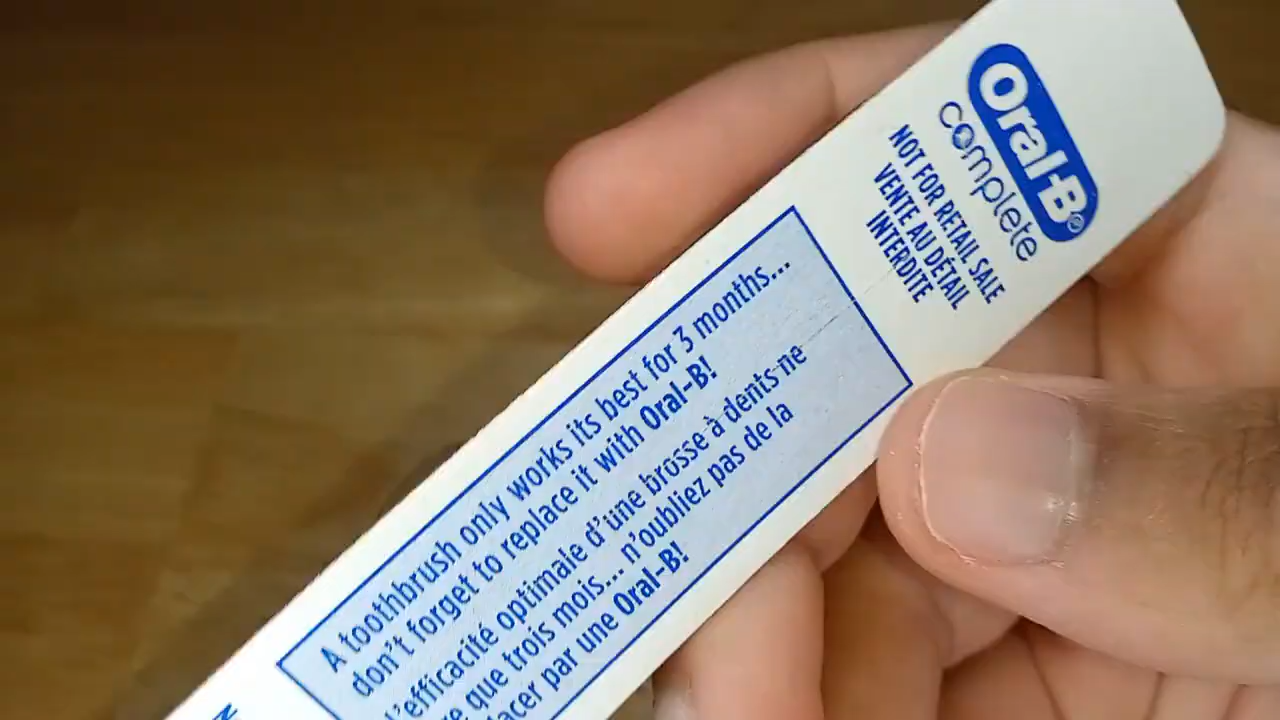 Oral-B®
complete
NOT FOR RETAIL SALE
VENTE AU DÉTAIL
INTERDITE
A toothbrush only works its best for 3 months...
don't forget to replace it with Oral-B!
L'efficacité optimale d'une brosse à dents ne
que trois mois... n'oubliez pas de la
par une Oral-B!